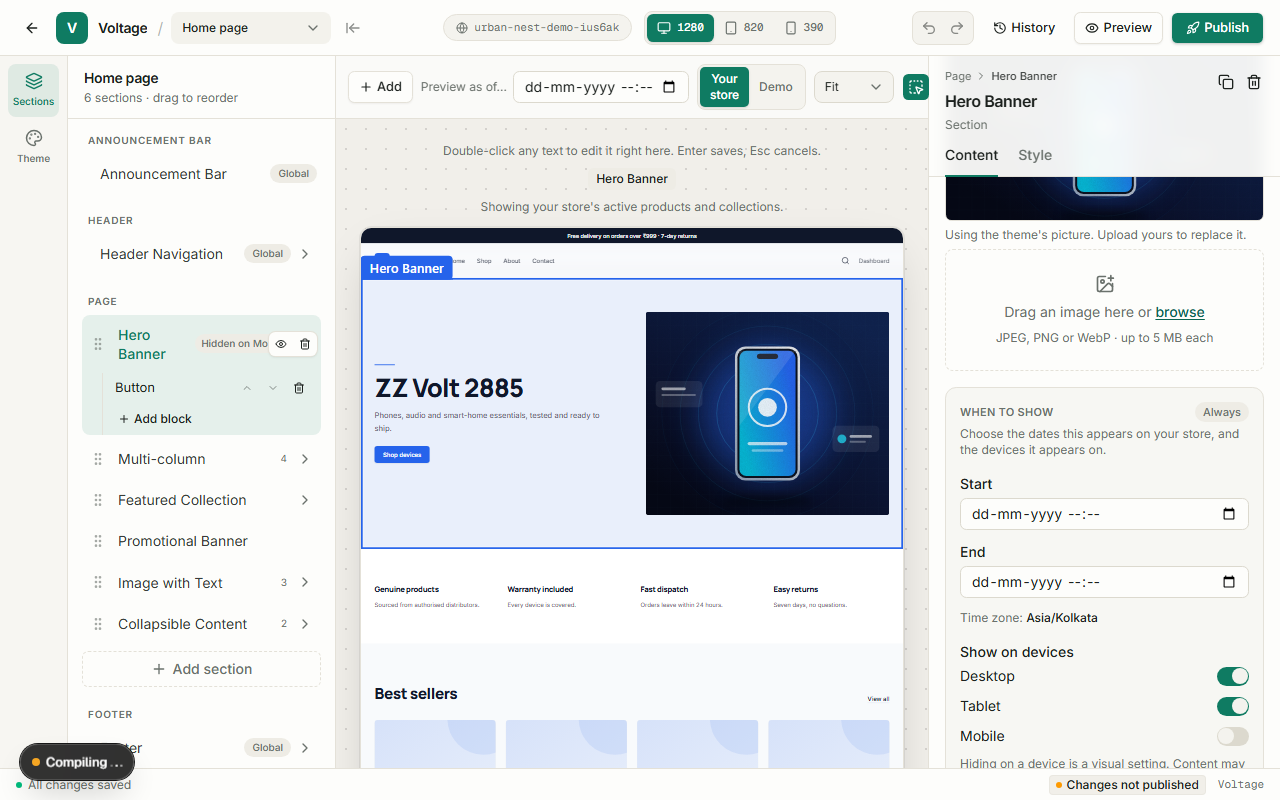 V Voltage / Home page
urban-nest-demo-ius6ak
1280 820 390
History Preview Publish
Sections
Theme
Home page
6 sections · drag to reorder
ANNOUNCEMENT BAR
Announcement Bar Global
HEADER
Header Navigation Global
PAGE
Hero Banner Hidden on Mo
Button
Add block
Multi-column 4
Featured Collection
Promotional Banner
Image with Text 3
Collapsible Content 2
Add section
FOOTER
Global
Compiling ...
All changes saved
Add Preview as of... dd-mm-yyyy --:-- Your store Demo Fit
Double-click any text to edit it right here. Enter saves, Esc cancels.
Hero Banner
Showing your store's active products and collections.
Free delivery on orders over ₹999 · 7-day returns
Shop About Contact Dashboard
Hero Banner
ZZ Volt 2885
Phones, audio and smart-home essentials, tested and ready to
ship.
Shop devices
Genuine products Warranty included Fast dispatch Easy returns
Sourced from authorised distributors. Every device is covered. Orders leave within 24 hours. Seven days, no questions.
Best sellers View all
Page > Hero Banner
Hero Banner
Section
Content Style
Using the theme's picture. Upload yours to replace it.
Drag an image here or browse
JPEG, PNG or WebP · up to 5 MB each
WHEN TO SHOW Always
Choose the dates this appears on your store, and
the devices it appears on.
Start
dd-mm-yyyy --:--
End
dd-mm-yyyy --:--
Time zone: Asia/Kolkata
Show on devices
Desktop
Tablet
Mobile
Hiding on a device is a visual setting. Content may
Changes not published Voltage